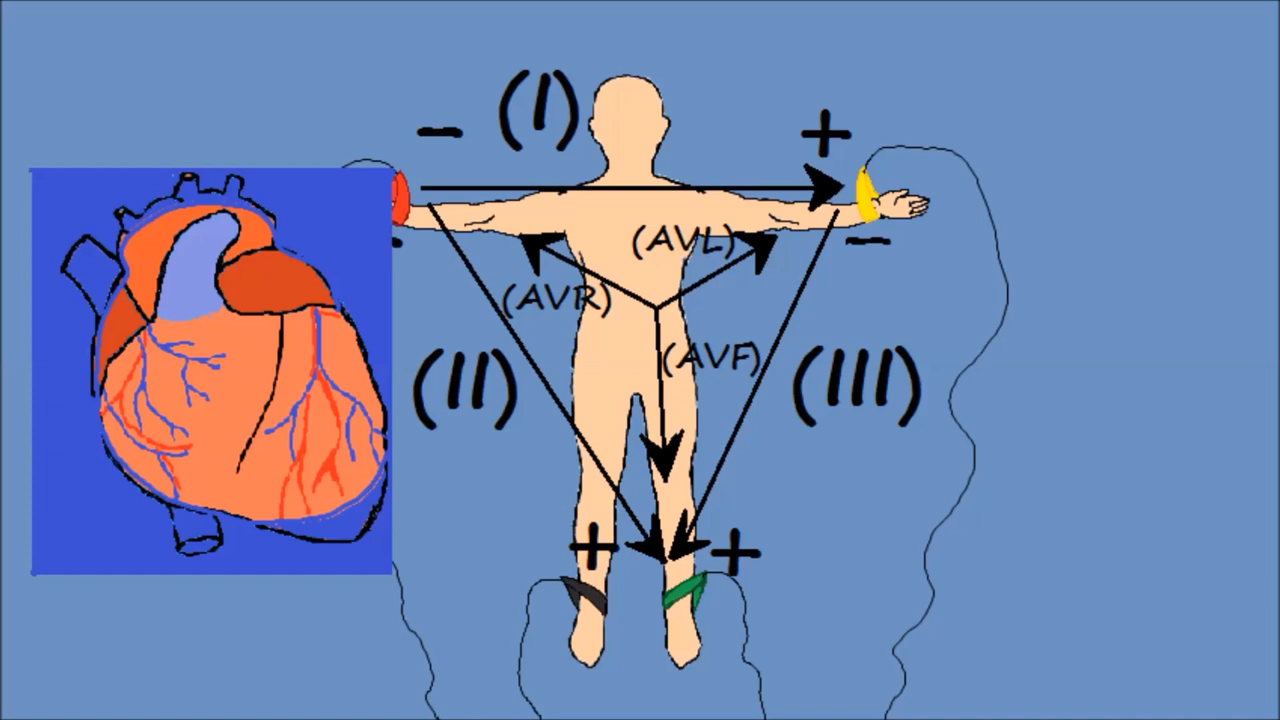 (I)
- +
- -
(AVL)
(AVR)
(AVF)
(II) (III)
+ +